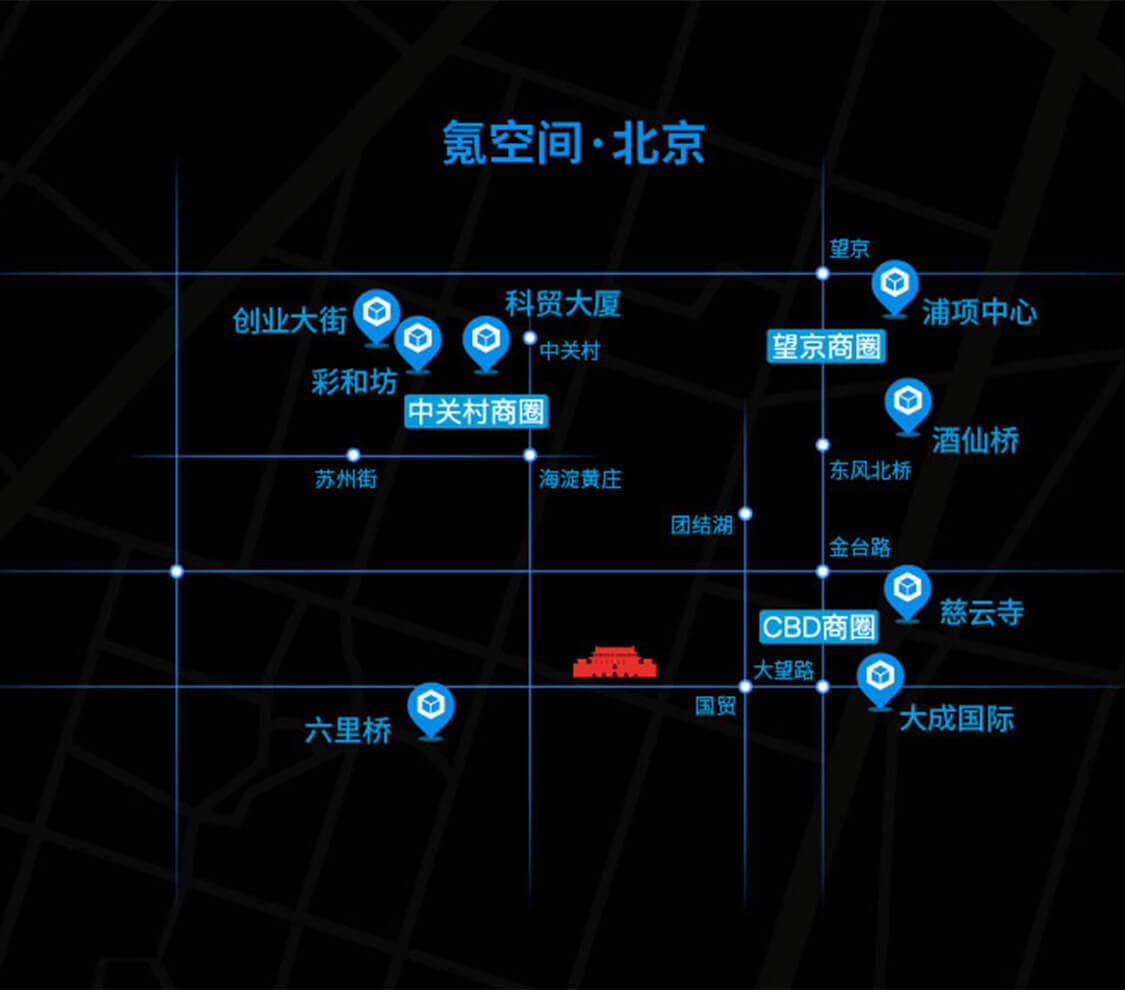 氪空间·北京
望京
创业大街
科贸大厦
浦项中心
中关村
望京商圈
彩和坊
中关村商圈
酒仙桥
苏州街
海淀黄庄
东风北桥
团结湖
金台路
慈云寺
CBD商圈
大望路
国贸
大成国际
六里桥